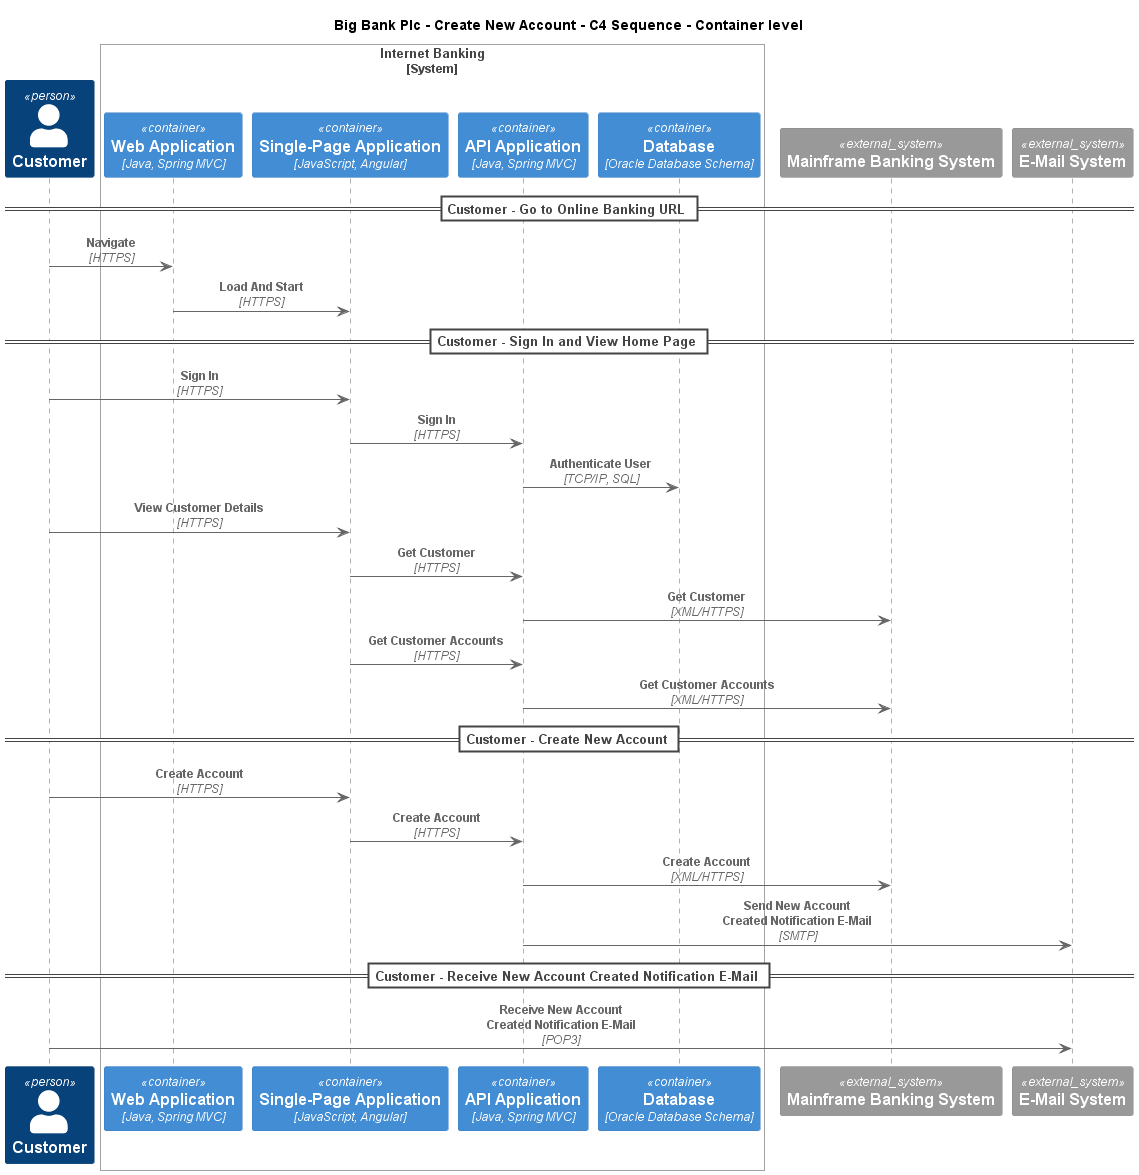 Big Bank Plc - Create New Account - C4 Sequence - Container level
Internet Banking
[System]
«person»
Customer
«container»
Web Application
[Java, Spring MVC]
«container»
Single-Page Application
[JavaScript, Angular]
«container»
API Application
[Java, Spring MVC]
«container»
Database
[Oracle Database Schema]
«external_system»
Mainframe Banking System
«external_system»
E-Mail System
Customer - Go to Online Banking URL
Navigate
[HTTPS]
Load And Start
[HTTPS]
Customer - Sign In and View Home Page
Sign In
[HTTPS]
Sign In
[HTTPS]
Authenticate User
[TCP/IP, SQL]
View Customer Details
[HTTPS]
Get Customer
[HTTPS]
Get Customer
[XML/HTTPS]
Get Customer Accounts
[HTTPS]
Get Customer Accounts
[XML/HTTPS]
Customer - Create New Account
Create Account
[HTTPS]
Create Account
[HTTPS]
Create Account
[XML/HTTPS]
Send New Account
Created Notification E-Mail
[SMTP]
Customer - Receive New Account Created Notification E-Mail
Receive New Account
Created Notification E-Mail
[POP3]
«person»
Customer
«container»
Web Application
[Java, Spring MVC]
«container»
Single-Page Application
[JavaScript, Angular]
«container»
API Application
[Java, Spring MVC]
«container»
Database
[Oracle Database Schema]
«external_system»
Mainframe Banking System
«external_system»
E-Mail System